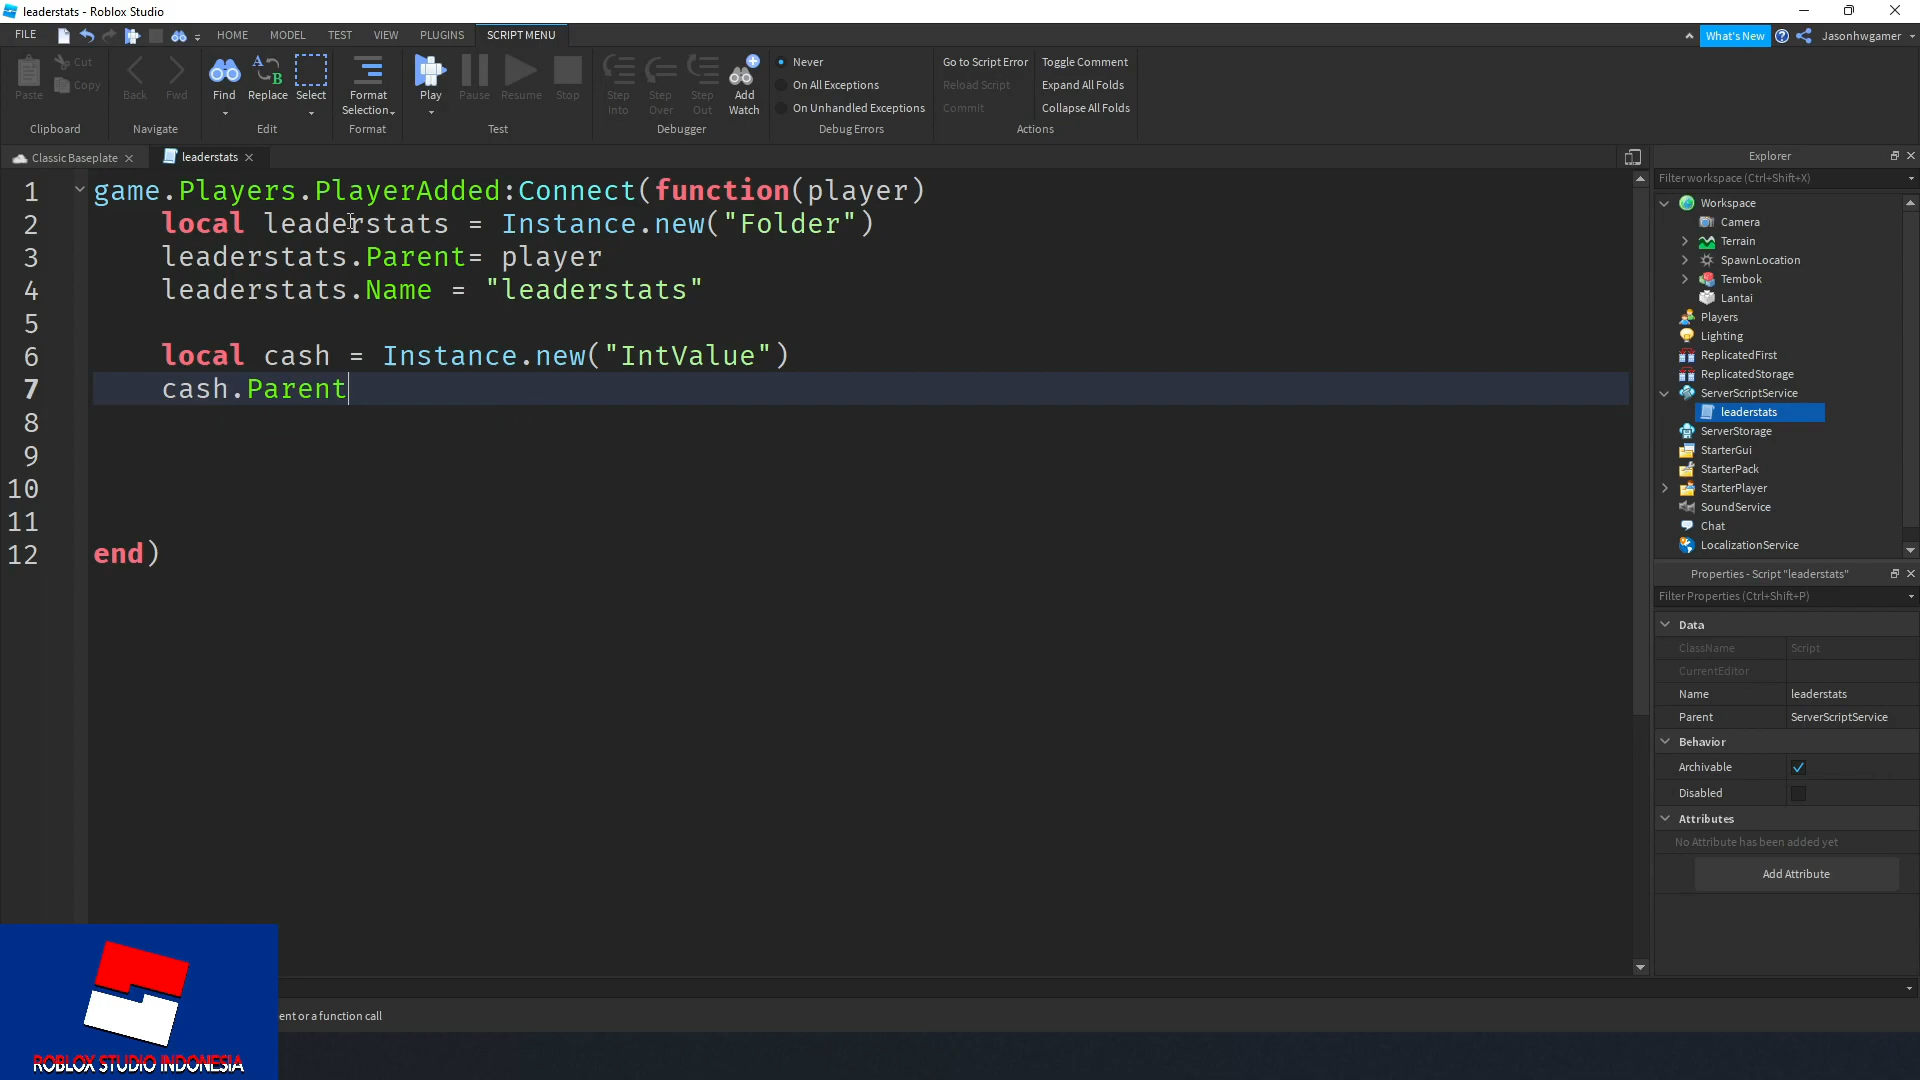 leaderstats - Roblox Studio
FILE HOME MODEL TEST VIEW PLUGINS SCRIPT MENU What's New Jasonhwgamer
Paste Cut Copy Clipboard
Back Fwd Navigate
Find Replace Select Edit
Format Selection Format
Play Pause Resume Stop Test
Step Into Step Over Step Out Add Watch Debugger
Never
On All Exceptions
On Unhandled Exceptions
Debug Errors
Go to Script Error Toggle Comment
Reload Script Expand All Folds
Commit Collapse All Folds
Actions
Classic Baseplate leaderstats
1 game.Players.PlayerAdded:Connect(function(player)
2 local leaderstats = Instance.new("Folder")
3 leaderstats.Parent= player
4 leaderstats.Name = "leaderstats"
5
6 local cash = Instance.new("IntValue")
7 cash.Parent
8
9
10
11
12 end)
Explorer
Filter workspace (Ctrl+Shift+X)
Workspace
Camera
Terrain
SpawnLocation
Tembok
Lantai
Players
Lighting
ReplicatedFirst
ReplicatedStorage
ServerScriptService
leaderstats
ServerStorage
StarterGui
StarterPack
StarterPlayer
SoundService
Chat
LocalizationService
Properties - Script "leaderstats"
Filter Properties (Ctrl+Shift+P)
Data
ClassName Script
CurrentEditor
Name leaderstats
Parent ServerScriptService
Behavior
Archivable
Disabled
Attributes
No Attribute has been added yet
Add Attribute
ent or a function call
ROBLOX STUDIO INDONESIA